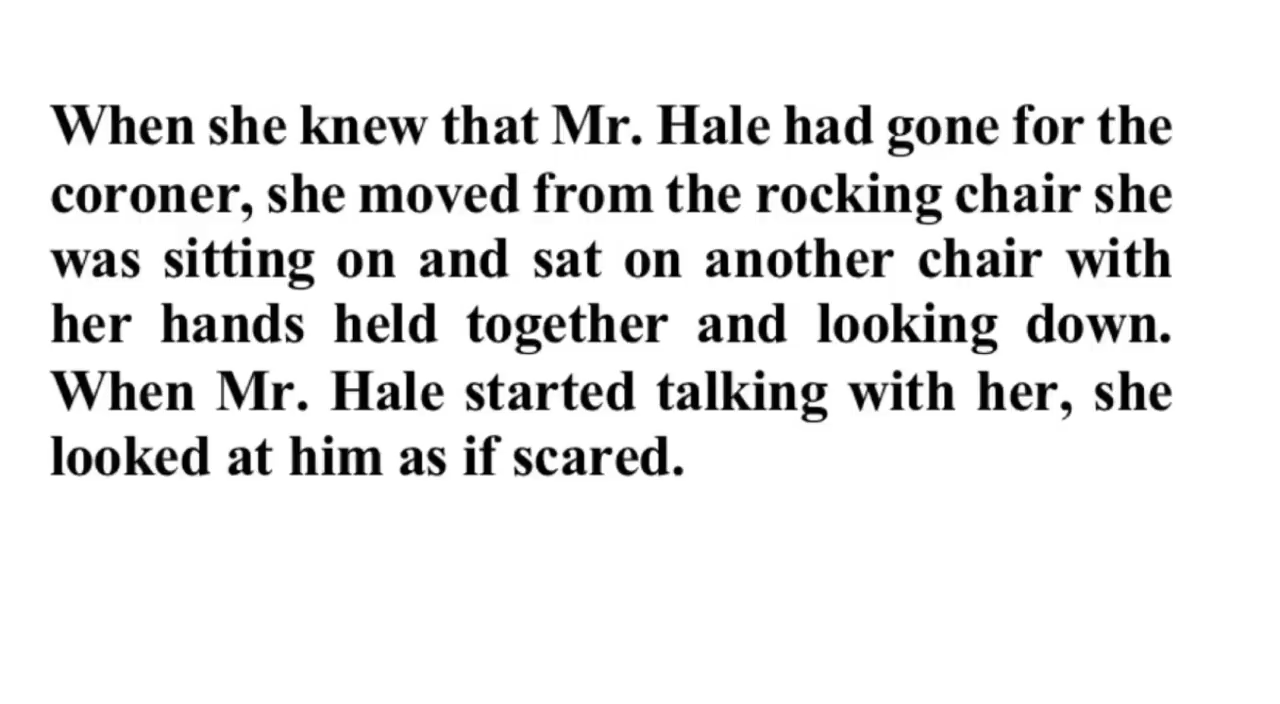 When she knew that Mr. Hale had gone for the
coroner, she moved from the rocking chair she
was sitting on and sat on another chair with
her hands held together and looking down.
When Mr. Hale started talking with her, she
looked at him as if scared.